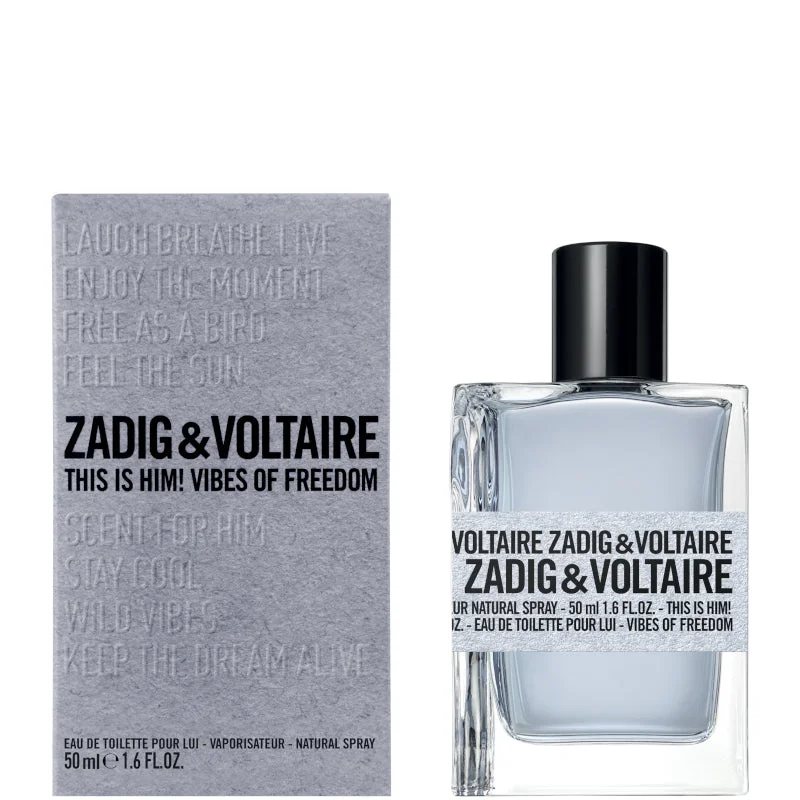 LAUGH BREATHE LIVE
ENJOY THE MOMENT
FREE AS A BIRD
FEEL THE SUN
ZADIG & VOLTAIRE
THIS IS HIM! VIBES OF FREEDOM
SCENT FOR HIM
STAY COOL
WILD VIBES
KEEP THE DREAM ALIVE
EAU DE TOILETTE POUR LUI - VAPORISATEUR - NATURAL SPRAY
50 ml ℮ 1.6 FL.OZ.
VOLTAIRE ZADIG & VOLTAIRE
ZADIG & VOLTAIRE
UR NATURAL SPRAY - 50 ml 1.6 FL.OZ. - THIS IS HIM!
OZ. - EAU DE TOILETTE POUR LUI - VIBES OF FREEDOM